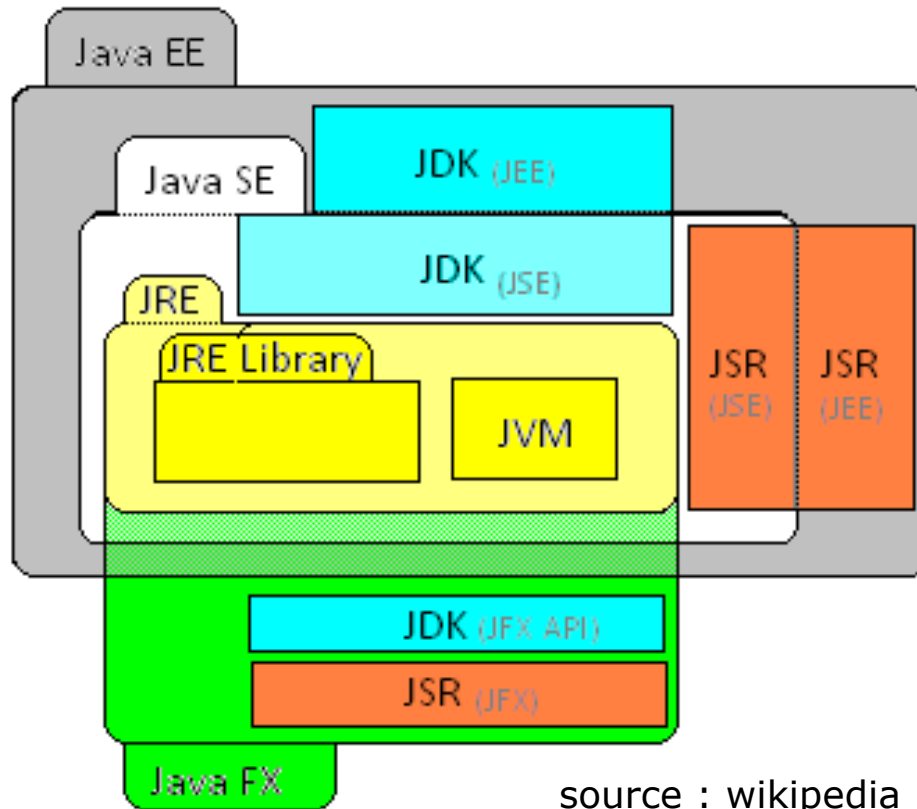 Java EE
JDK (JEE)
Java SE
JDK (JSE)
JRE
JRE Library
JVM
JSR
(JSE)
JSR
(JEE)
JDK (JFX API)
JSR (JFX)
Java FX
source : wikipedia